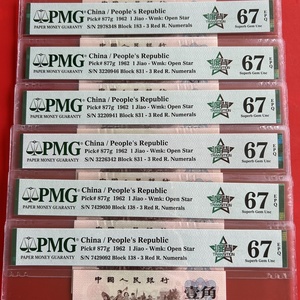 PMG
PAPER MONEY GUARANTY
China / People's Republic
Pick# 877g 1962 1 Jiao - Wmk: Open Star
S/N 2976348 Block 183 - 3 Red R. Numerals
67 EPQ
Superb Gem Unc
PMG
PAPER MONEY GUARANTY
China / People's Republic
Pick# 877g 1962 1 Jiao - Wmk: Open Star
S/N 3220946 Block 831 - 3 Red R. Numerals
67 EPQ
Superb Gem Unc
PMG
PAPER MONEY GUARANTY
China / People's Republic
Pick# 877g 1962 1 Jiao - Wmk: Open Star
S/N 3220941 Block 831 - 3 Red R. Numerals
67 EPQ
Superb Gem Unc
PMG
PAPER MONEY GUARANTY
China / People's Republic
Pick# 877g 1962 1 Jiao - Wmk: Open Star
S/N 3226342 Block 831 - 3 Red R. Numerals
67 EPQ
Superb Gem Unc
PMG
PAPER MONEY GUARANTY
China / People's Republic
Pick# 877g 1962 1 Jiao - Wmk: Open Star
S/N 7429030 Block 138 - 3 Red R. Numerals
67 EPQ
Superb Gem Unc
PMG
PAPER MONEY GUARANTY
China / People's Republic
Pick# 877g 1962 1 Jiao - Wmk: Open Star
S/N 7429092 Block 138 - 3 Red R. Numerals
67 EPQ
Superb Gem Unc
中國人民銀行
壹角